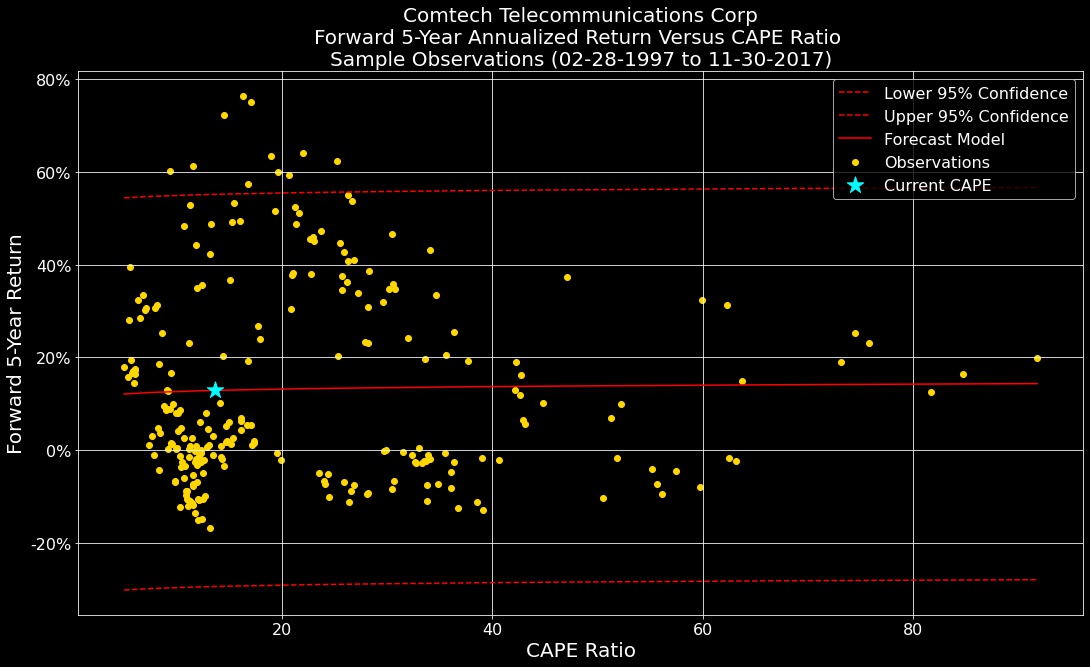 Comtech Telecommunications Corp
Forward 5-Year Annualized Return Versus CAPE Ratio
Sample Observations (02-28-1997 to 11-30-2017)
Lower 95% Confidence
Upper 95% Confidence
Forecast Model
Observations
Current CAPE
Forward 5-Year Return
80%
60%
40%
20%
0%
-20%
20 40 60 80
CAPE Ratio